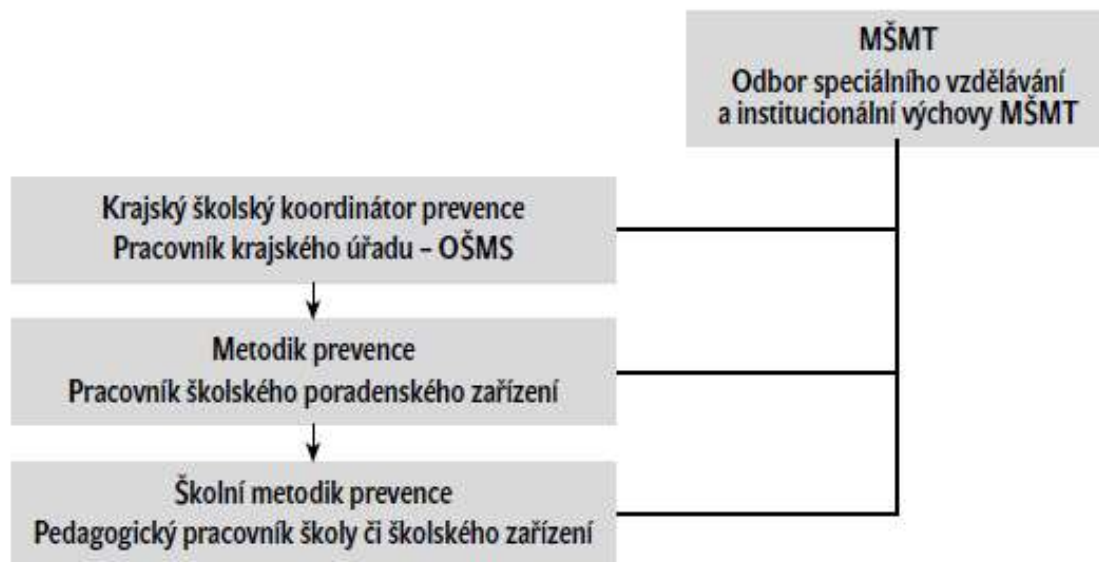 MŠMT
Odbor speciálního vzdělávání
a institucionální výchovy MŠMT
Krajský školský koordinátor prevence
Pracovník krajského úřadu – OŠMS
Metodik prevence
Pracovník školského poradenského zařízení
Školní metodik prevence
Pedagogický pracovník školy či školského zařízení